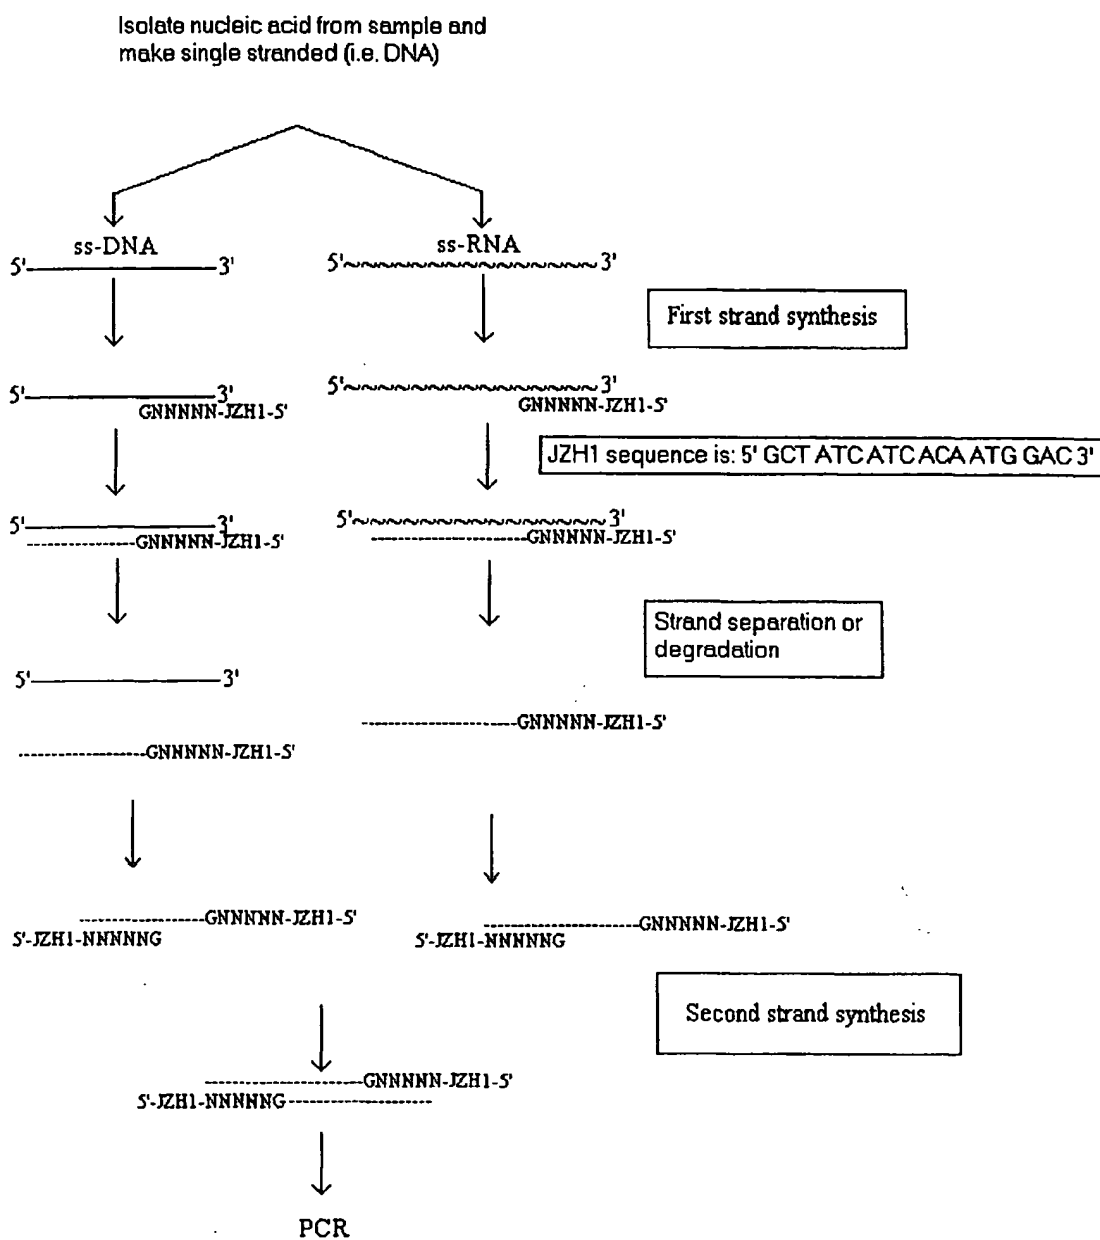 Isolate nucleic acid from sample and
make single stranded (i.e. DNA)
ss-DNA
ss-RNA
5' 3'
5' 3'
First strand synthesis
5' 3'
GNNNNN-JZH1-5'
5' 3'
GNNNNN-JZH1-5'
JZH1 sequence is: 5' GCT ATC ATC ACA ATG GAC 3'
5' 3'
GNNNNN-JZH1-5'
5' 3'
GNNNNN-JZH1-5'
Strand separation or
degradation
5' 3'
GNNNNN-JZH1-5'
GNNNNN-JZH1-5'
GNNNNN-JZH1-5'
5'-JZH1-NNNNNG
GNNNNN-JZH1-5'
5'-JZH1-NNNNNG
Second strand synthesis
GNNNNN-JZH1-5'
5'-JZH1-NNNNNG
PCR